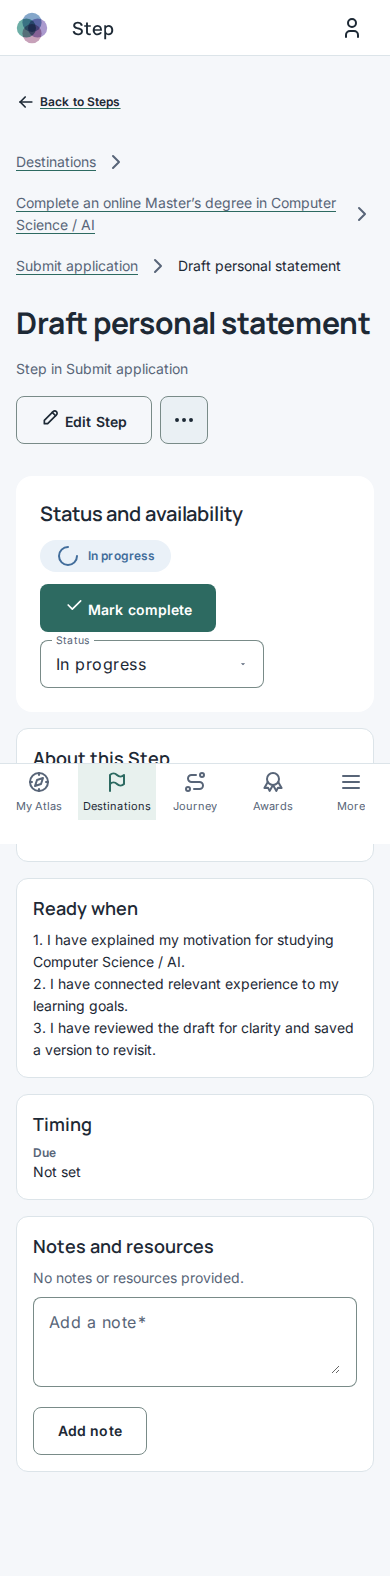 Step
Back to Steps
Destinations
Complete an online Master’s degree in Computer
Science / AI
Submit application
Draft personal statement
Draft personal statement
Step in Submit application
Edit Step
Status and availability
In progress
Mark complete
Status
In progress
About this Step
My Atlas
Destinations
Journey
Awards
More
Ready when
1. I have explained my motivation for studying
Computer Science / AI.
2. I have connected relevant experience to my
learning goals.
3. I have reviewed the draft for clarity and saved
a version to revisit.
Timing
Due
Not set
Notes and resources
No notes or resources provided.
Add a note*
Add note